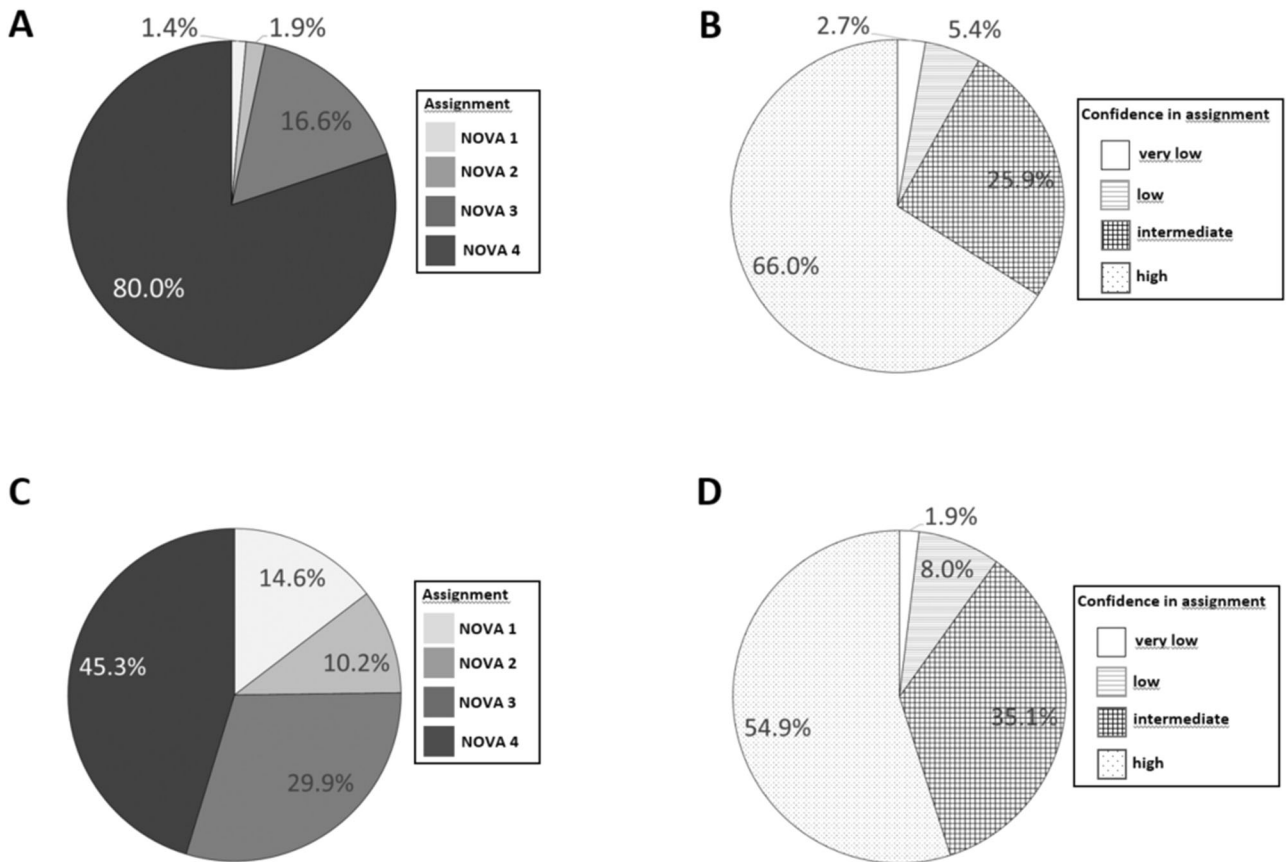 A
1.4%
1.9%
16.6%
80.0%
Assignment
NOVA 1
NOVA 2
NOVA 3
NOVA 4
B
2.7%
5.4%
25.9%
66.0%
Confidence in assignment
very low
low
intermediate
high
C
14.6%
10.2%
29.9%
45.3%
Assignment
NOVA 1
NOVA 2
NOVA 3
NOVA 4
D
1.9%
8.0%
35.1%
54.9%
Confidence in assignment
very low
low
intermediate
high